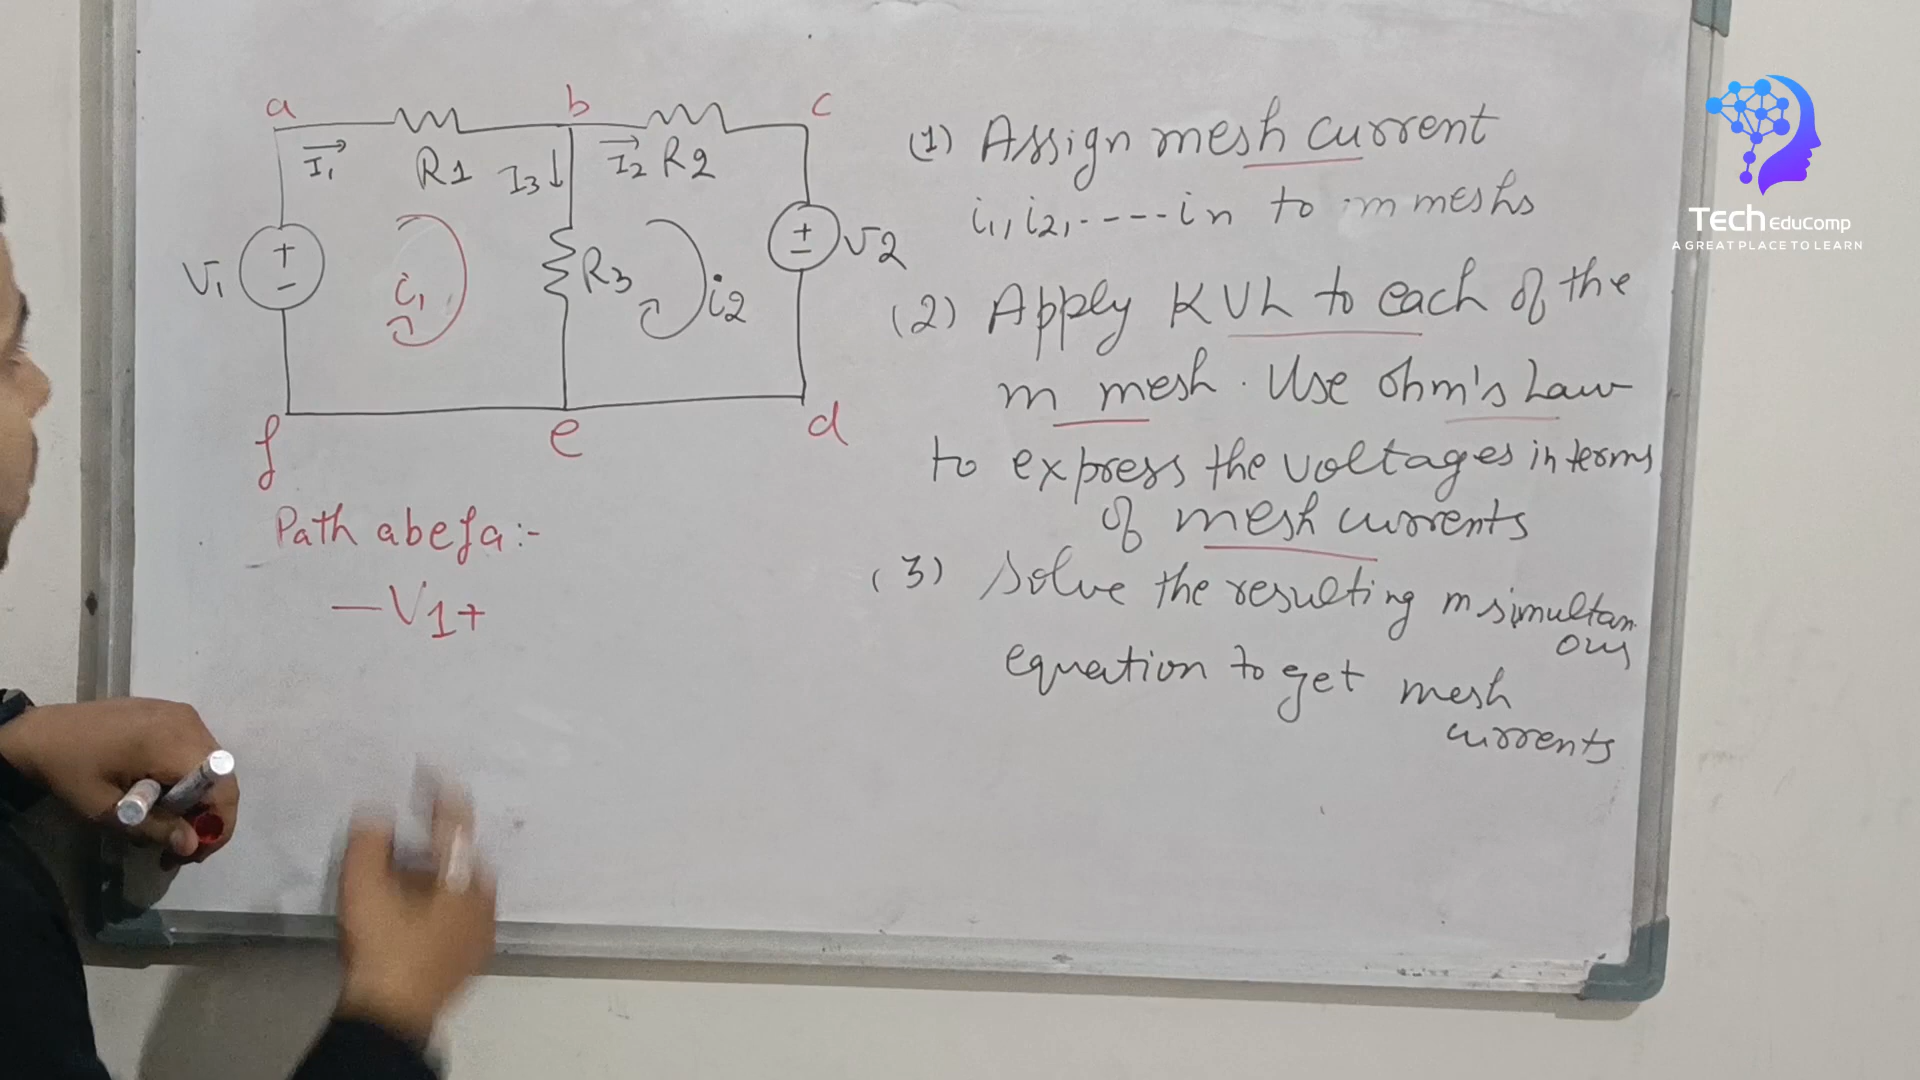 a b c
I₁ R1 I3 I2 R2
V₁ + - i₁ R3 i2 + - V2
f e d
Path abefa:-
-V1+
(1) Assign mesh current
i₁, i2, ----in to m meshs
(2) Apply KVL to each of the
m mesh. Use ohm's Law
to express the voltages in terms
of mesh currents
(3) Solve the resulting m simultan
ous
equation to get mesh
currents
Tech EduComp
A GREAT PLACE TO LEARN